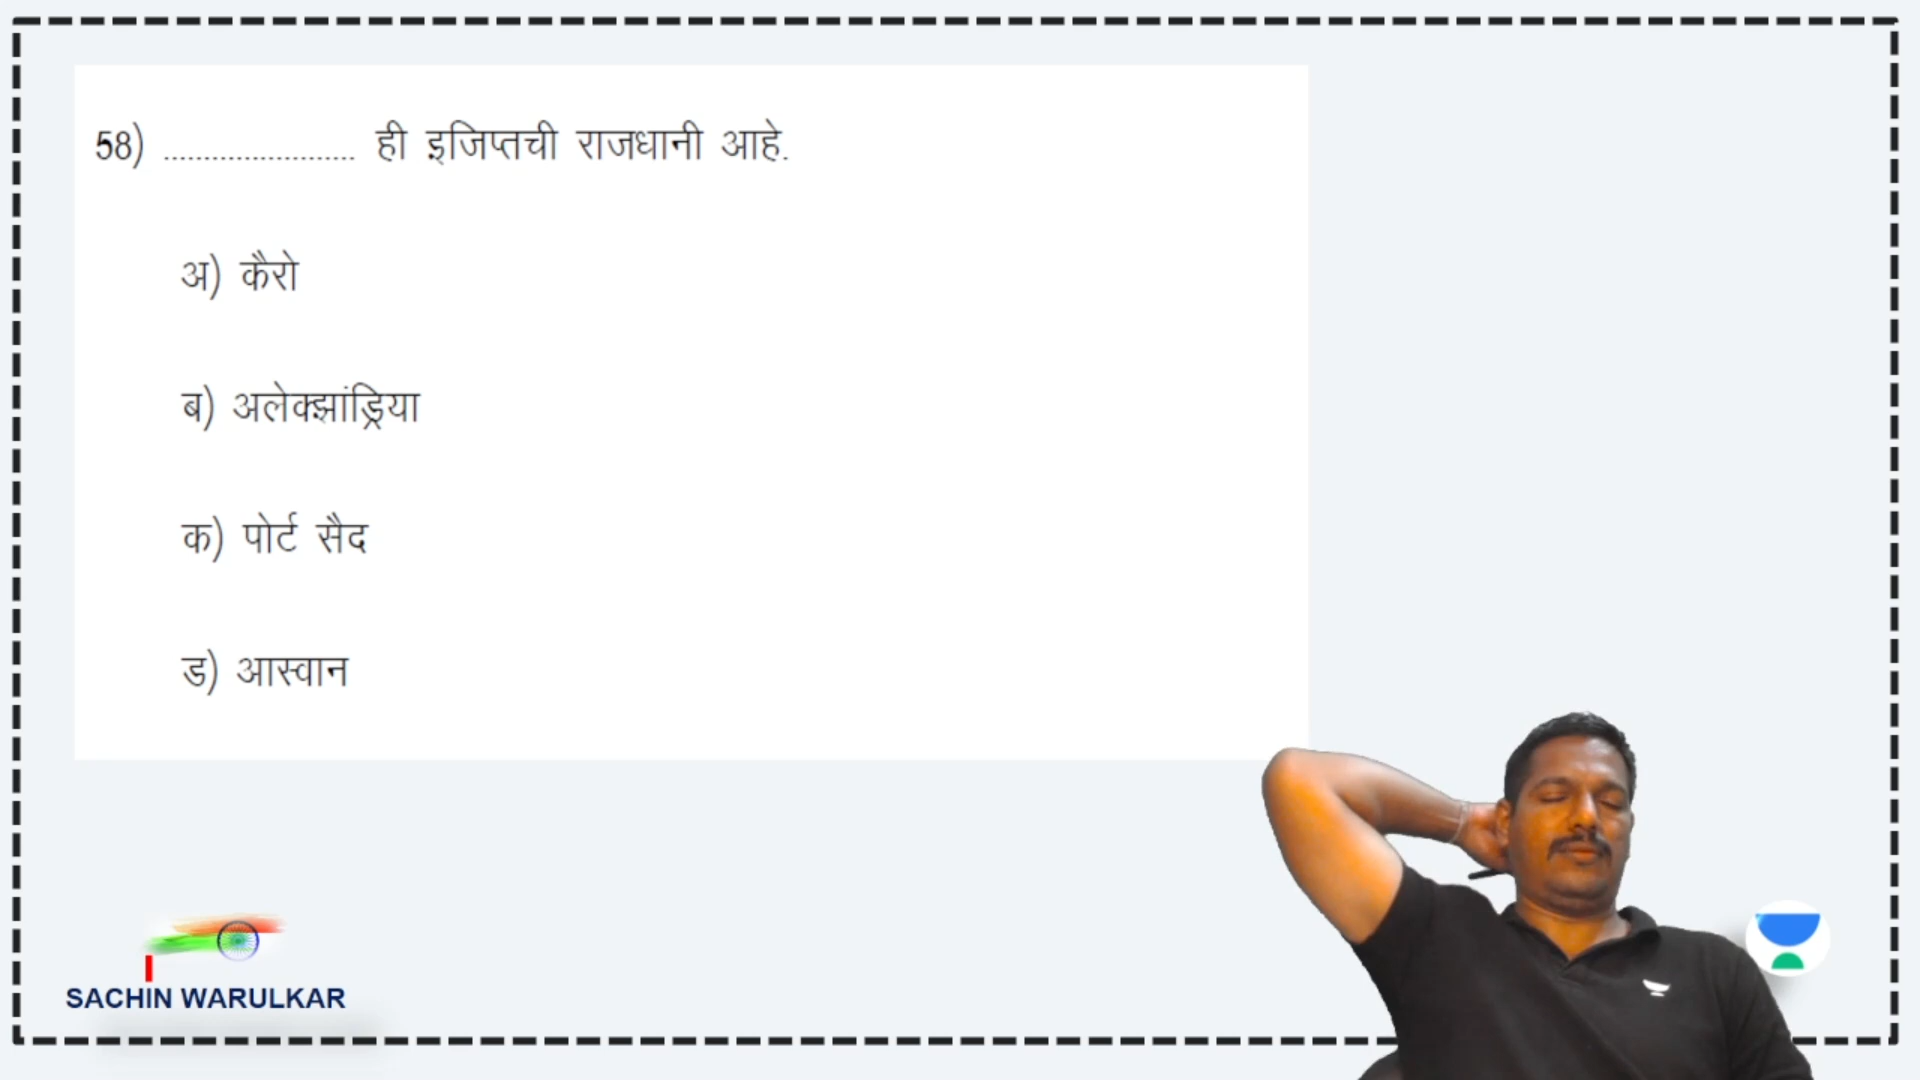 58) ........................ ही इजिप्तची राजधानी आहे.
अ) कैरो
ब) अलेक्झांड्रिया
क) पोर्ट सैद
ड) आस्वान
SACHIN WARULKAR